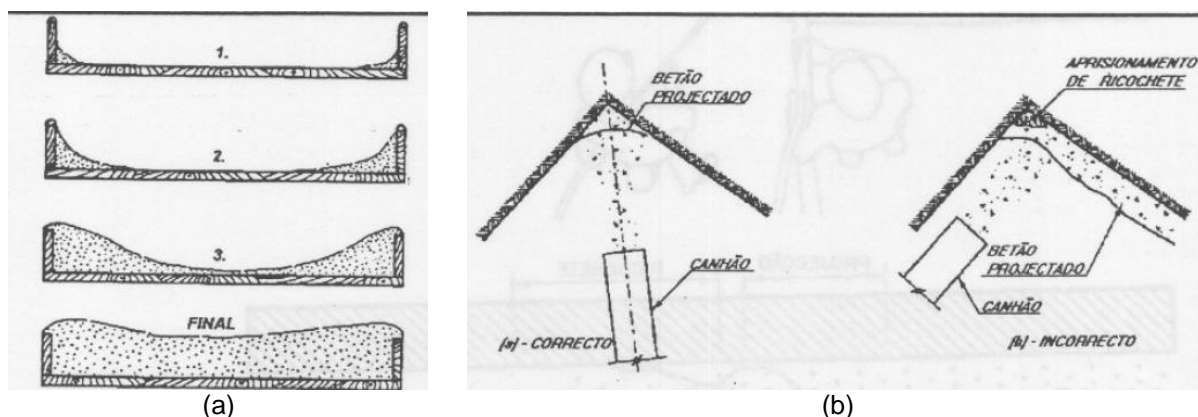 1.
2.
3.
FINAL
(a)
BETÃO
PROJECTADO
CANHÃO
(a) - CORRECTO
APRISIONAMENTO
DE RICOCHETE
BETÃO
PROJECTADO
CANHÃO
(b) - INCORRECTO
(b)